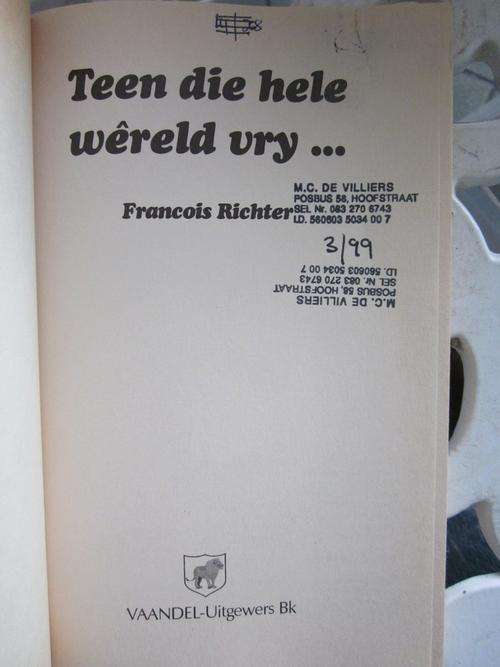 Teen die hele
wêreld vry ...
Francois Richter
M.C. DE VILLIERS
POSBUS 58, HOOFSTRAAT
SEL Nr. 083 270 6743
I.D. 560603 5034 00 7
3/99
M.C. DE VILLIERS
POSBUS 58, HOOFSTRAAT
SEL Nr. 083 270 6743
I.D. 560603 5034 00 7
VAANDEL-Uitgewers Bk